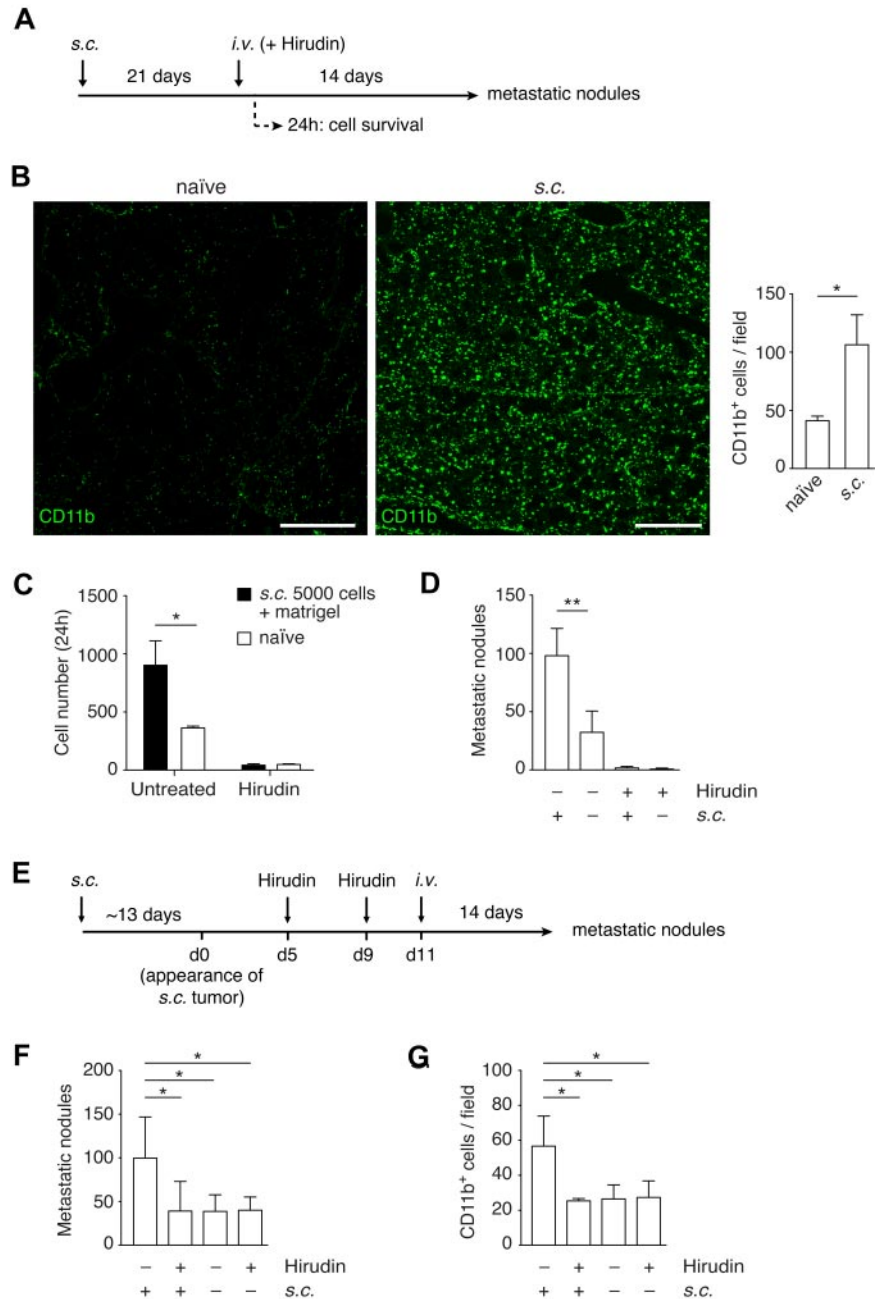 A
s.c.
i.v. (+ Hirudin)
21 days
14 days
metastatic nodules
24h: cell survival
B
naïve
s.c.
CD11b
CD11b
CD11b+ cells / field
150
100
50
0
*
naïve
s.c.
C
Cell number (24h)
1500
1000
500
0
*
s.c. 5000 cells
+ matrigel
naïve
Untreated
Hirudin
D
Metastatic nodules
150
100
50
0
**
– – + + Hirudin
+ – + – s.c.
E
s.c.
Hirudin
Hirudin
i.v.
~13 days
14 days
metastatic nodules
d0
d5
d9
d11
(appearance of
s.c. tumor)
F
Metastatic nodules
200
150
100
50
0
*
*
*
– + – + Hirudin
+ + – – s.c.
G
CD11b+ cells / field
80
60
40
20
0
*
*
*
– + – + Hirudin
+ + – – s.c.